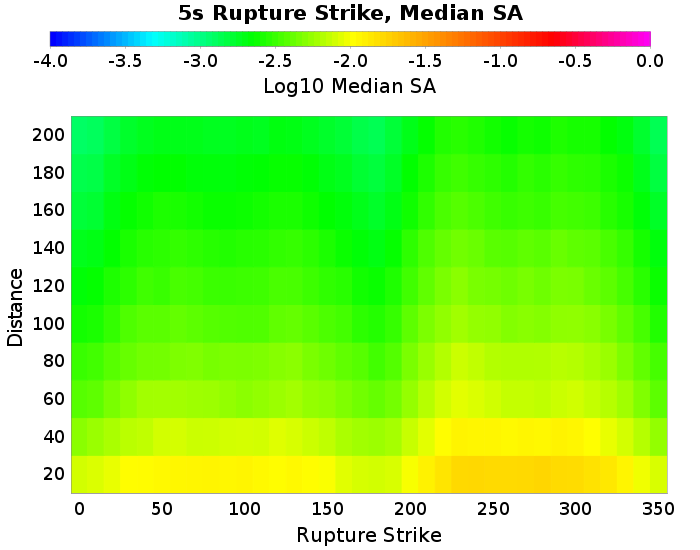 5s Rupture Strike, Median SA
-4.0 -3.5 -3.0 -2.5 -2.0 -1.5 -1.0 -0.5 0.0
Log10 Median SA
200
180
160
140
120
100
80
60
40
20
Distance
0 50 100 150 200 250 300 350
Rupture Strike